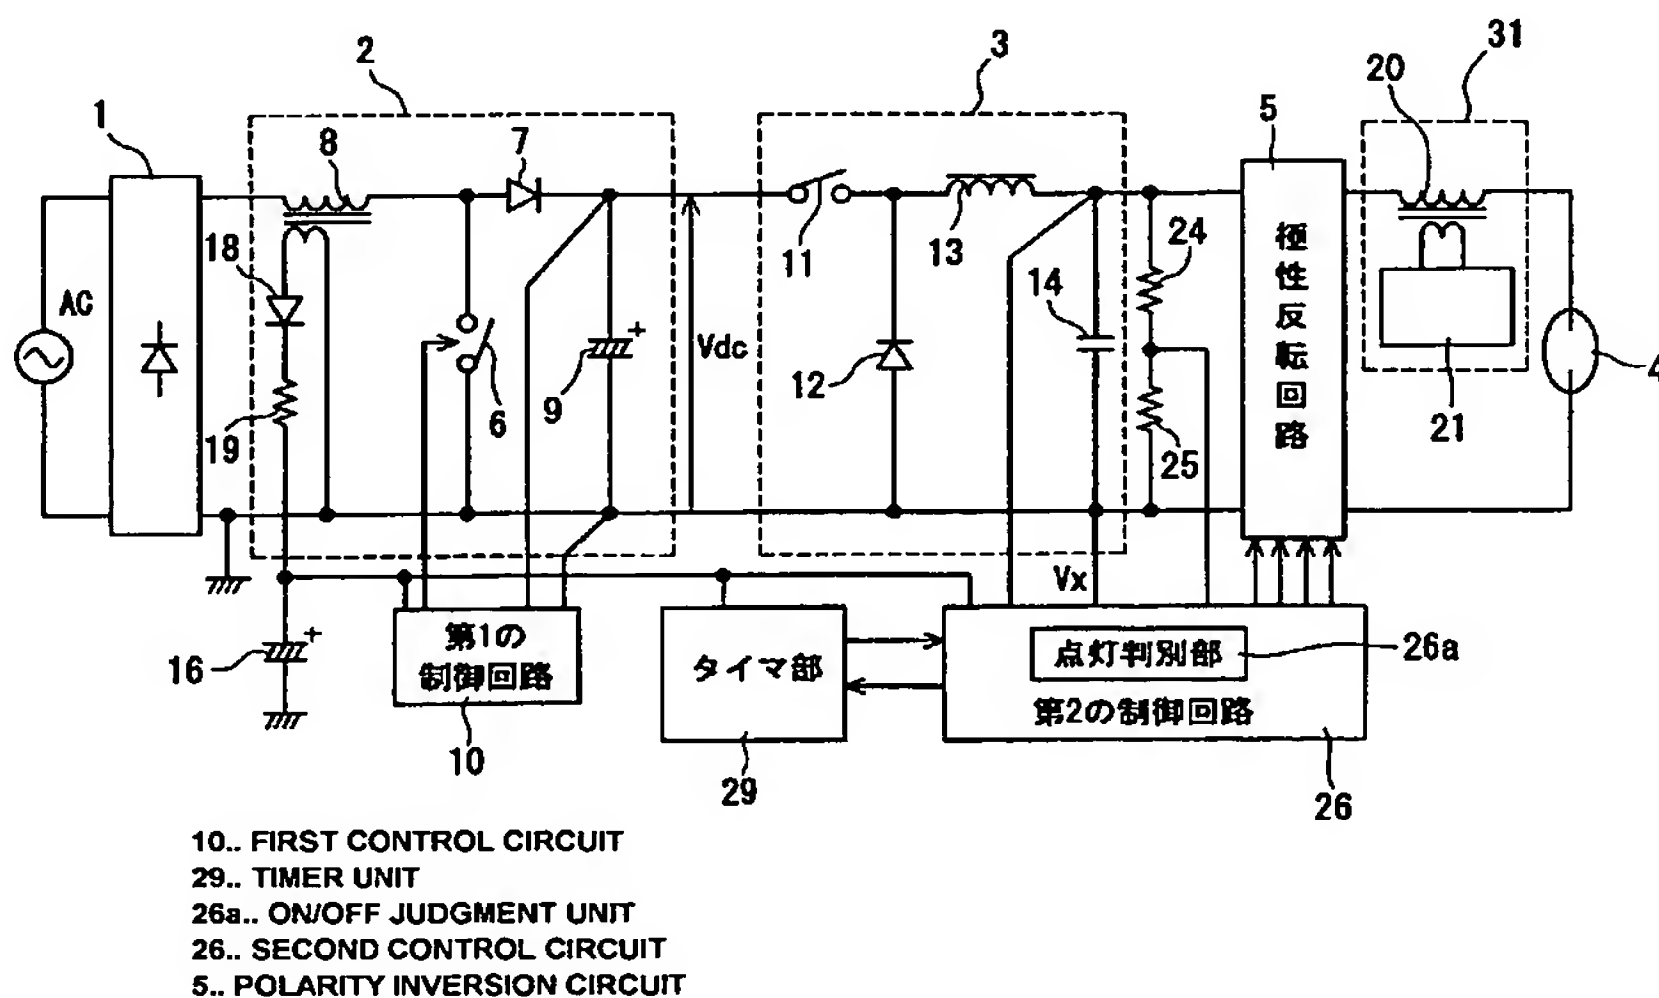 31
20
2
3
5
1
8
7
AC
18
19
6
9
Vdc
11
12
13
14
24
25
極性反転回路
21
4
Vx
16
+
+
第1の
制御回路
10
タイマ部
29
点灯判別部
26a
第2の制御回路
26
10.. FIRST CONTROL CIRCUIT
29.. TIMER UNIT
26a.. ON/OFF JUDGMENT UNIT
26.. SECOND CONTROL CIRCUIT
5.. POLARITY INVERSION CIRCUIT